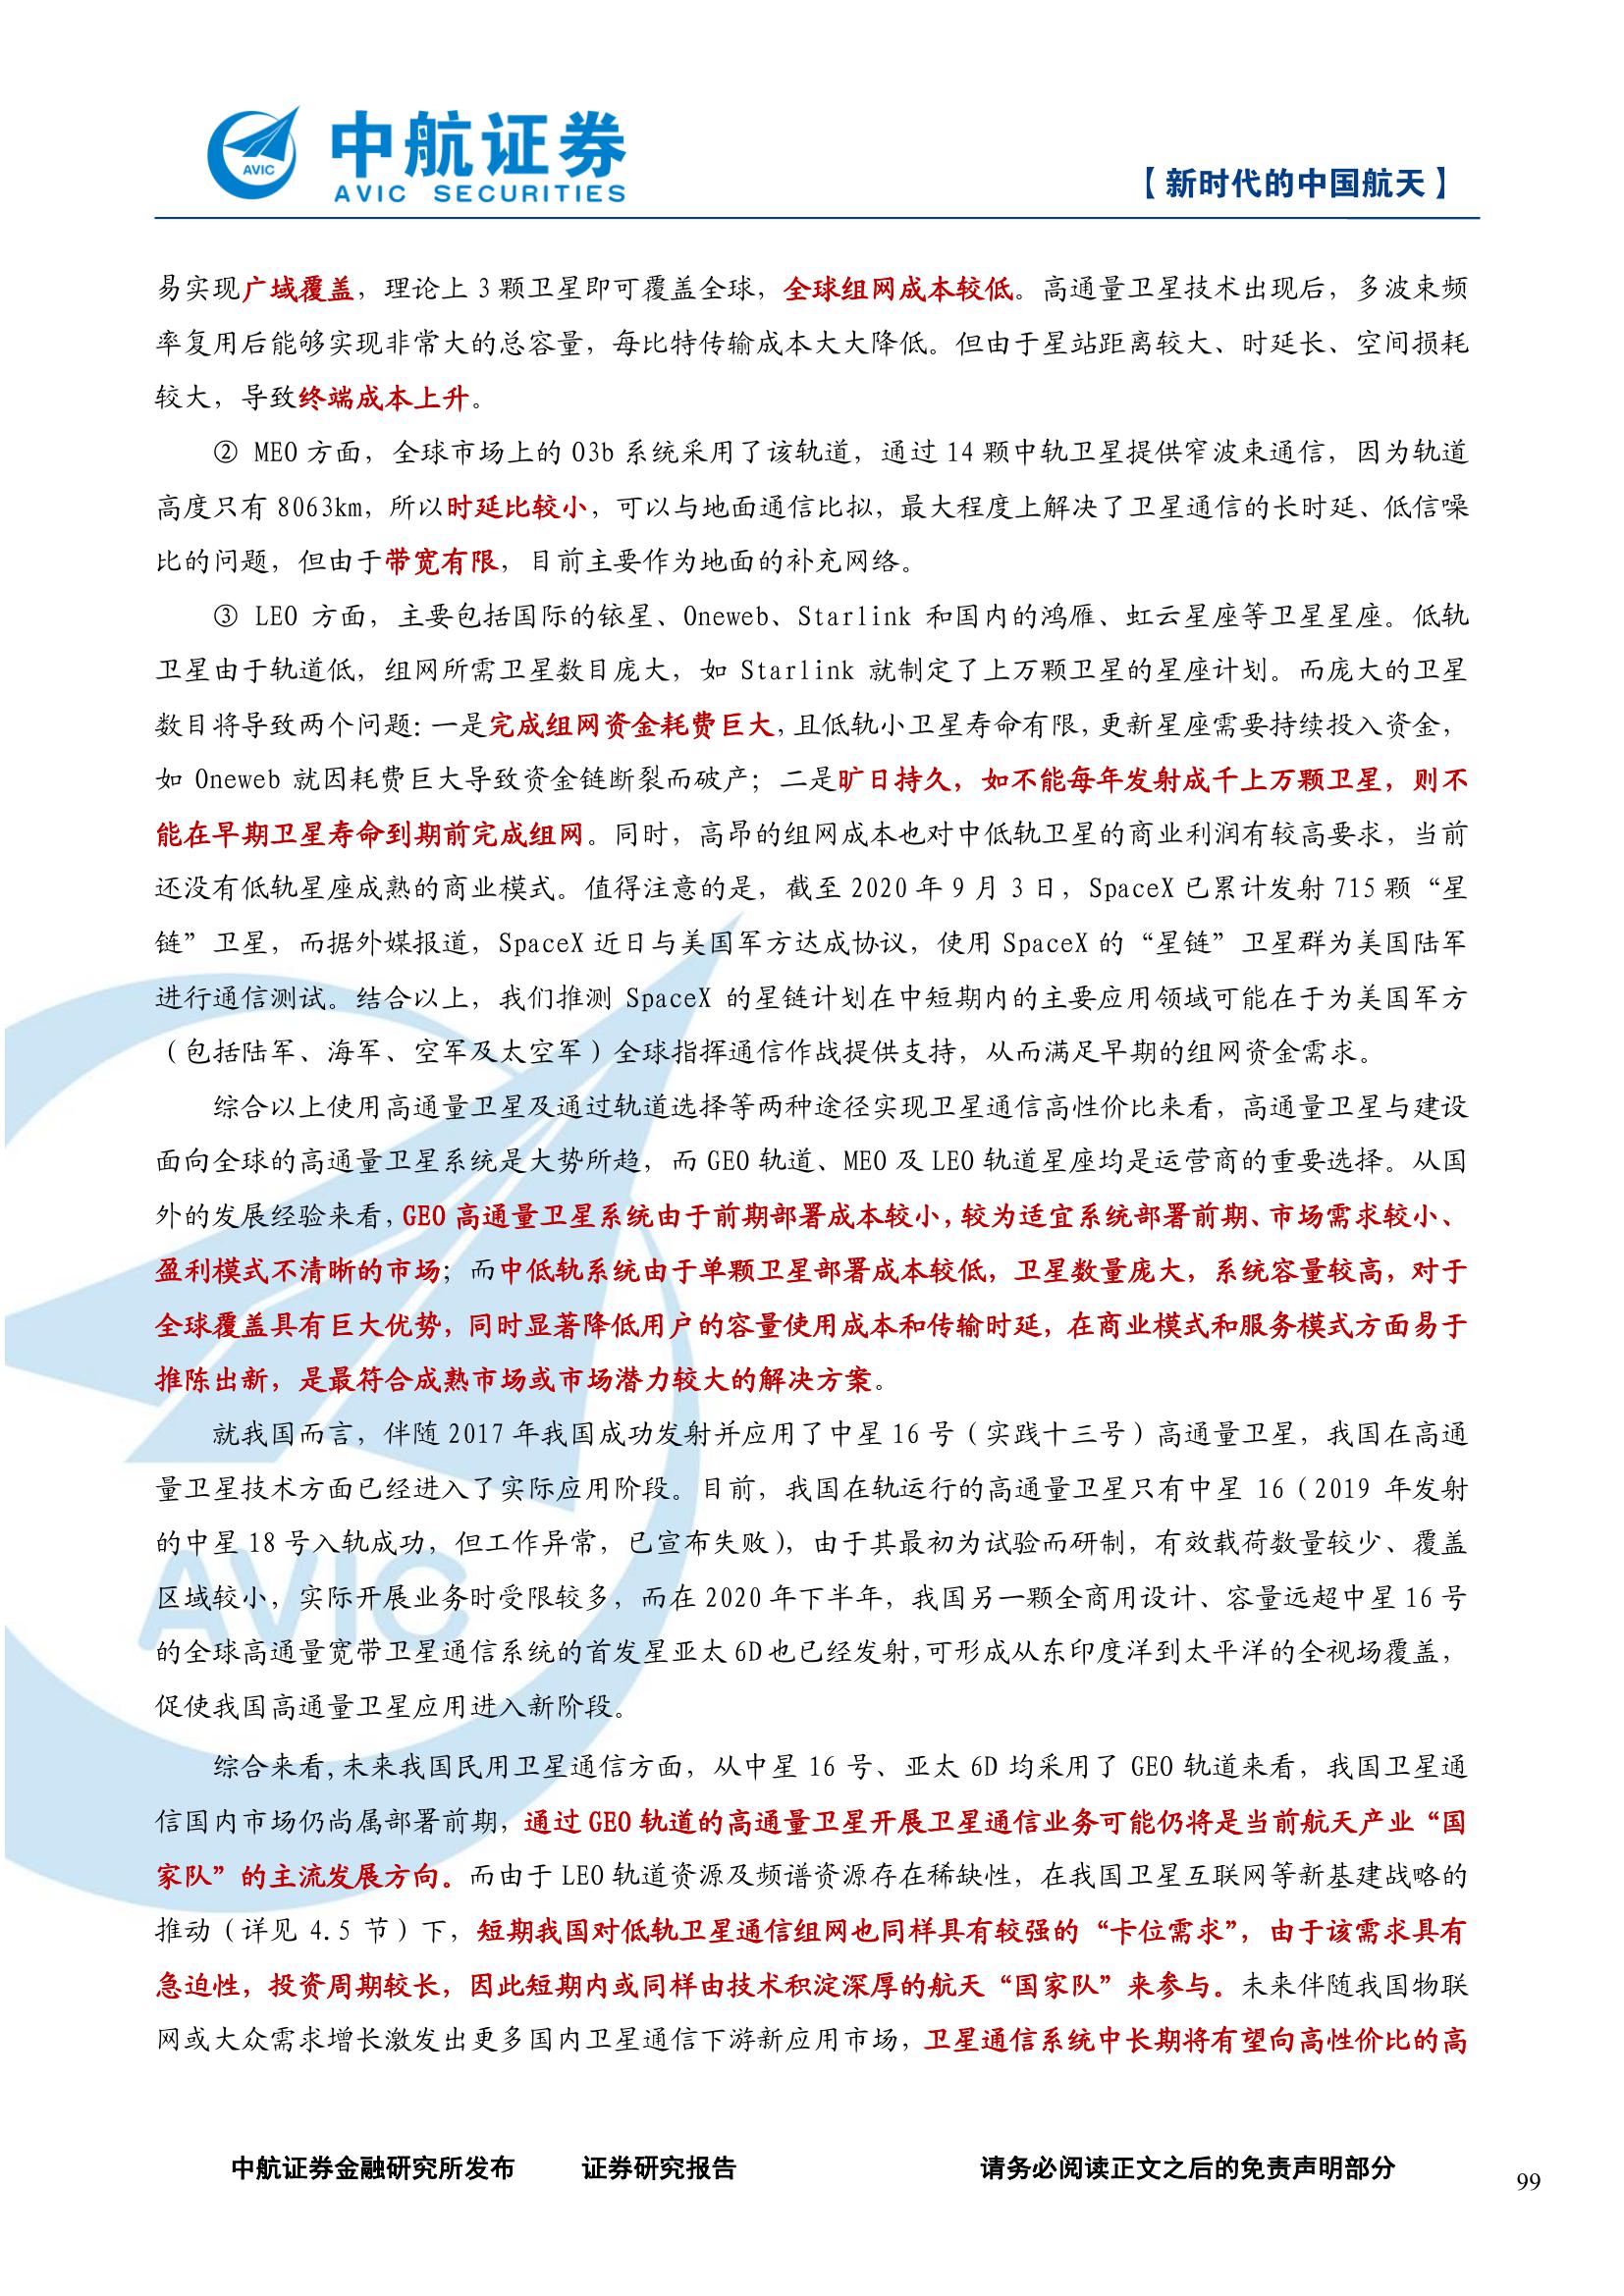 AVIC
中航证券
AVIC SECURITIES
【新时代的中国航天】
易实现广域覆盖，理论上 3 颗卫星即可覆盖全球，全球组网成本较低。高通量卫星技术出现后，多波束频
率复用后能够实现非常大的总容量，每比特传输成本大大降低。但由于星站距离较大、时延长、空间损耗
较大，导致终端成本上升。
② MEO 方面，全球市场上的 O3b 系统采用了该轨道，通过 14 颗中轨卫星提供窄波束通信，因为轨道
高度只有 8063km，所以时延比较小，可以与地面通信比拟，最大程度上解决了卫星通信的长时延、低信噪
比的问题，但由于带宽有限，目前主要作为地面的补充网络。
③ LEO 方面，主要包括国际的铱星、Oneweb、Starlink 和国内的鸿雁、虹云星座等卫星星座。低轨
卫星由于轨道低，组网所需卫星数目庞大，如 Starlink 就制定了上万颗卫星的星座计划。而庞大的卫星
数目将导致两个问题：一是完成组网资金耗费巨大，且低轨小卫星寿命有限，更新星座需要持续投入资金，
如 Oneweb 就因耗费巨大导致资金链断裂而破产；二是旷日持久，如不能每年发射成千上万颗卫星，则不
能在早期卫星寿命到期前完成组网。同时，高昂的组网成本也对中低轨卫星的商业利润有较高要求，当前
还没有低轨星座成熟的商业模式。值得注意的是，截至 2020 年 9 月 3 日，SpaceX 已累计发射 715 颗“星
链”卫星，而据外媒报道，SpaceX 近日与美国军方达成协议，使用 SpaceX 的“星链”卫星群为美国陆军
进行通信测试。结合以上，我们推测 SpaceX 的星链计划在中短期内的主要应用领域可能在于为美国军方
（包括陆军、海军、空军及太空军）全球指挥通信作战提供支持，从而满足早期的组网资金需求。
综合以上使用高通量卫星及通过轨道选择等两种途径实现卫星通信高性价比来看，高通量卫星与建设
面向全球的高通量卫星系统是大势所趋，而 GEO 轨道、MEO 及 LEO 轨道星座均是运营商的重要选择。从国
外的发展经验来看，GEO 高通量卫星系统由于前期部署成本较小，较为适宜系统部署前期、市场需求较小、
盈利模式不清晰的市场；而中低轨系统由于单颗卫星部署成本较低，卫星数量庞大，系统容量较高，对于
全球覆盖具有巨大优势，同时显著降低用户的容量使用成本和传输时延，在商业模式和服务模式方面易于
推陈出新，是最符合成熟市场或市场潜力较大的解决方案。
就我国而言，伴随 2017 年我国成功发射并应用了中星 16 号（实践十三号）高通量卫星，我国在高通
量卫星技术方面已经进入了实际应用阶段。目前，我国在轨运行的高通量卫星只有中星 16（2019 年发射
的中星 18 号入轨成功，但工作异常，已宣布失败），由于其最初为试验而研制，有效载荷数量较少、覆盖
区域较小，实际开展业务时受限较多，而在 2020 年下半年，我国另一颗全商用设计、容量远超中星 16 号
的全球高通量宽带卫星通信系统的首发星亚太 6D 也已经发射，可形成从东印度洋到太平洋的全视场覆盖，
促使我国高通量卫星应用进入新阶段。
综合来看，未来我国民用卫星通信方面，从中星 16 号、亚太 6D 均采用了 GEO 轨道来看，我国卫星通
信国内市场仍尚属部署前期，通过 GEO 轨道的高通量卫星开展卫星通信业务可能仍将是当前航天产业“国
家队”的主流发展方向。而由于 LEO 轨道资源及频谱资源存在稀缺性，在我国卫星互联网等新基建战略的
推动（详见 4.5 节）下，短期我国对低轨卫星通信组网也同样具有较强的“卡位需求”，由于该需求具有
急迫性，投资周期较长，因此短期内或同样由技术积淀深厚的航天“国家队”来参与。未来伴随我国物联
网或大众需求增长激发出更多国内卫星通信下游新应用市场，卫星通信系统中长期将有望向高性价比的高
中航证券金融研究所发布 证券研究报告 请务必阅读正文之后的免责声明部分
99